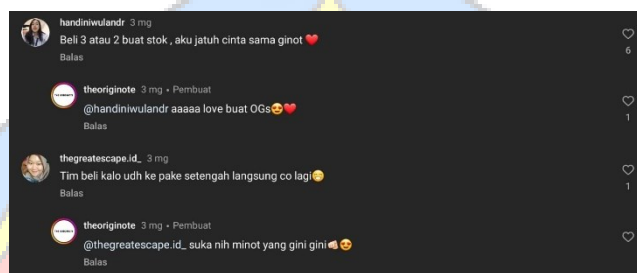 handiniwulandr 3 mg
Beli 3 atau 2 buat stok , aku jatuh cinta sama ginot ❤️
6
Balas
theoriginote 3 mg • Pembuat
@handiniwulandr aaaaa love buat OGs😍❤️
1
Balas
thegreatescape.id_ 3 mg
Tim beli kalo udh ke pake setengah langsung co lagi😁
1
Balas
theoriginote 3 mg • Pembuat
@thegreatescape.id_ suka nih minot yang gini gini👊🏻😍
Balas